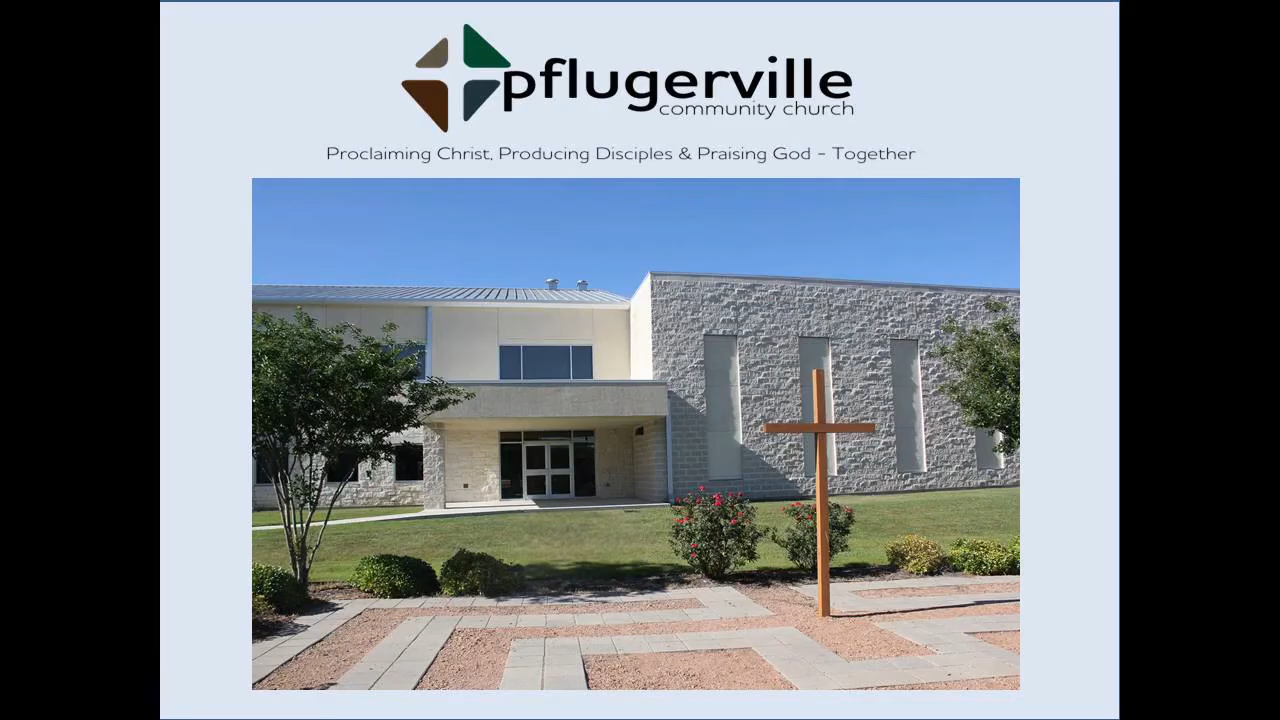 pflugerville
community church
Proclaiming Christ, Producing Disciples & Praising God - Together